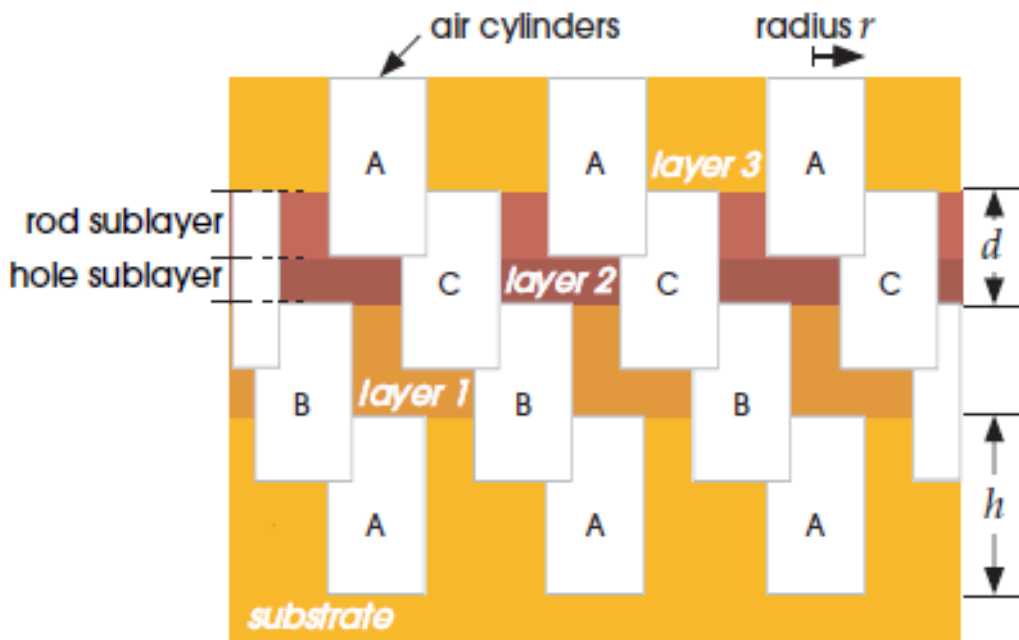 air cylinders
radius r
A A A
layer 3
rod sublayer
d
hole sublayer
C layer 2 C C
B layer 1 B B
h
A A A
substrate